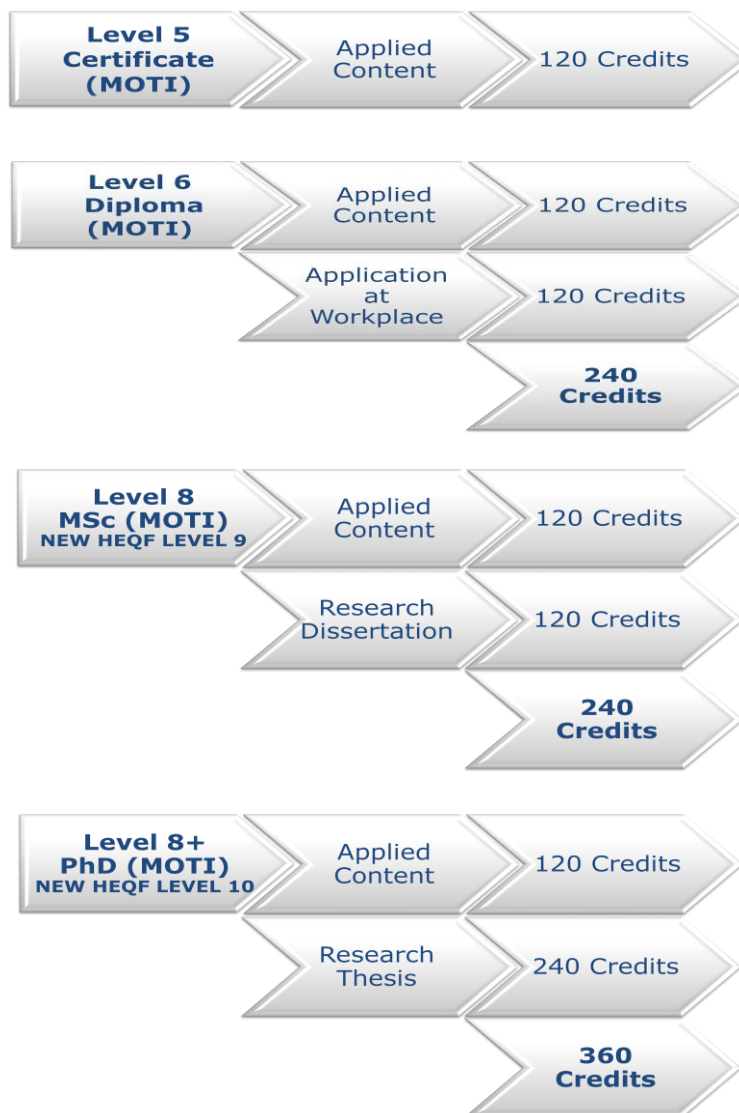 Level 5
Certificate
(MOTI)
Applied
Content
120 Credits
Level 6
Diploma
(MOTI)
Applied
Content
120 Credits
Application
at
Workplace
120 Credits
240
Credits
Level 8
MSc (MOTI)
NEW HEQF LEVEL 9
Applied
Content
120 Credits
Research
Dissertation
120 Credits
240
Credits
Level 8+
PhD (MOTI)
NEW HEQF LEVEL 10
Applied
Content
120 Credits
Research
Thesis
240 Credits
360
Credits